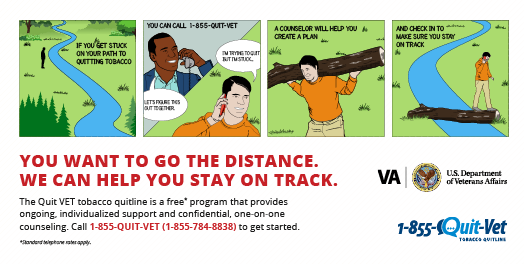 IF YOU GET STUCK
ON YOUR PATH TO
QUITTING TOBACCO
YOU CAN CALL 1-855-QUIT-VET
I'M TRYING TO QUIT
BUT I'M STUCK...
LET'S FIGURE THIS
OUT TOGETHER.
A COUNSELOR WILL HELP YOU
CREATE A PLAN
AND CHECK IN TO
MAKE SURE YOU STAY
ON TRACK
YOU WANT TO GO THE DISTANCE.
WE CAN HELP YOU STAY ON TRACK.
The Quit VET tobacco quitline is a free* program that provides
ongoing, individualized support and confidential, one-on-one
counseling. Call 1-855-QUIT-VET (1-855-784-8838) to get started.
*Standard telephone rates apply.
VA
U.S. Department
of Veterans Affairs
1-855-Quit-Vet
TOBACCO QUITLINE